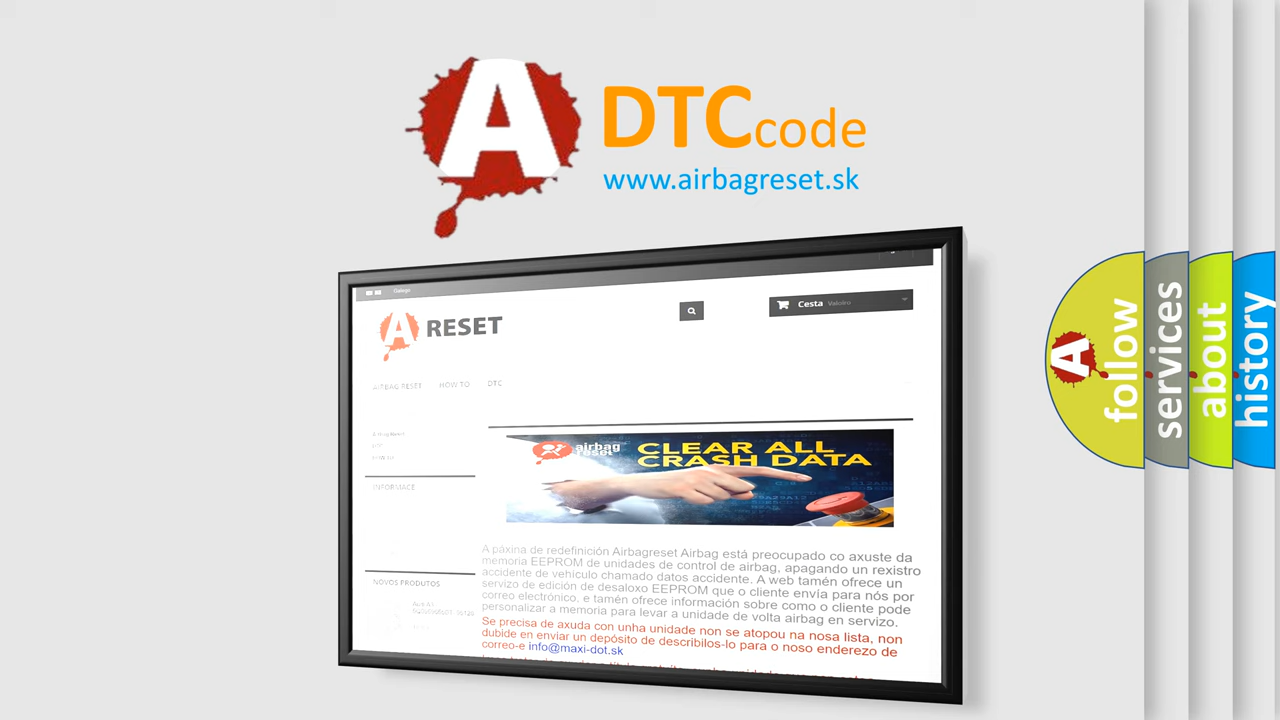 A
DTCcode
www.airbagreset.sk
Galego
A RESET
Cesta Valeiro
AIRBAG RESET HOW TO DTC
INFORMACE
airbag
reset
CLEAR ALL
CRASH DATA
A páxina de redefinición Airbagreset Airbag está preocupado co axuste da
memoria EEPROM de unidades de control de airbag, apagando un rexistro
accidente de vehículo chamado datos accidente. A web tamén ofrece un
servizo de edición de desaloxo EEPROM que o cliente envía para nós por
correo electrónico, e tamén ofrece información sobre como o cliente pode
personalizar a memoria para levar a unidade de volta airbag en servizo.
Se precisa de axuda con unha unidade non se atopou na nosa lista, non
dubide en enviar un depósito de describilos-lo para o noso enderezo de
correo-e info@maxi-dot.sk
NOVOS PRODUTOS
A
follow
services
about
history